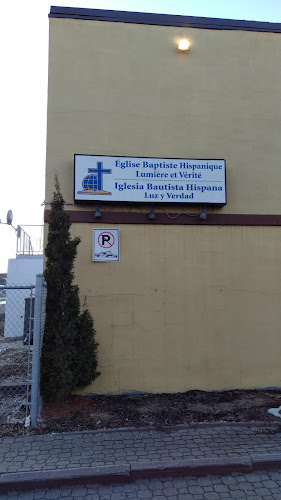 Église Baptiste Hispanique
Lumière et Vérité
Iglesia Bautista Hispana
Luz y Verdad
P